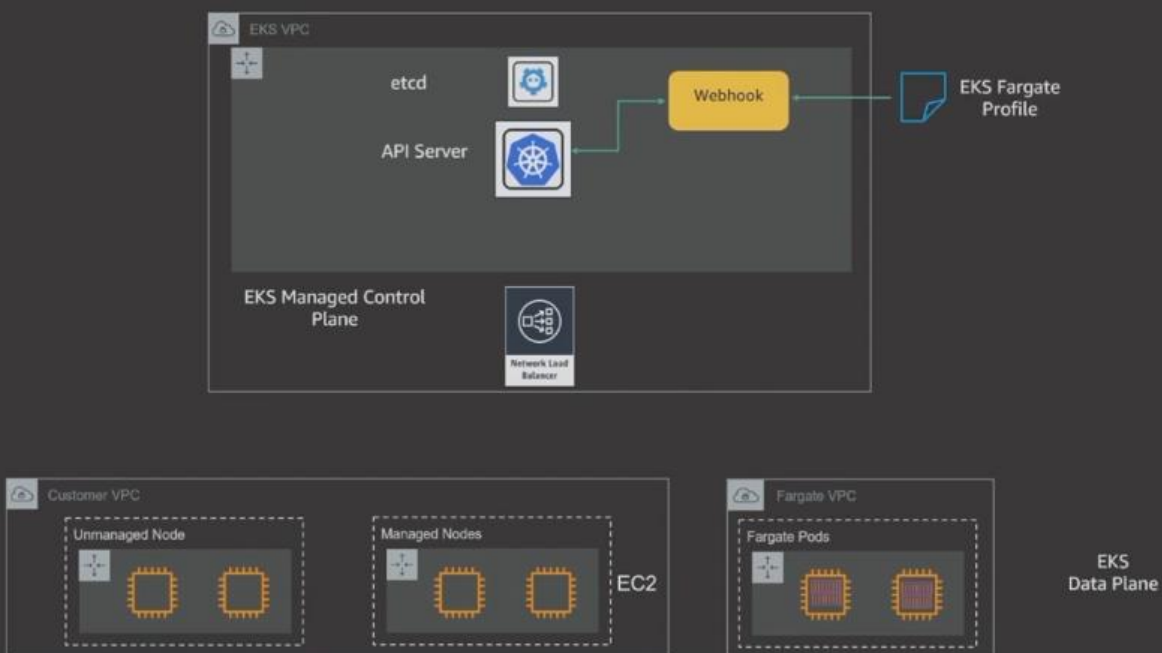 EKS VPC
etcd
API Server
Webhook
EKS Fargate
Profile
EKS Managed Control
Plane
Network Load
Balancer
Customer VPC
Unmanaged Node
Managed Nodes
EC2
Fargate VPC
Fargate Pods
EKS
Data Plane